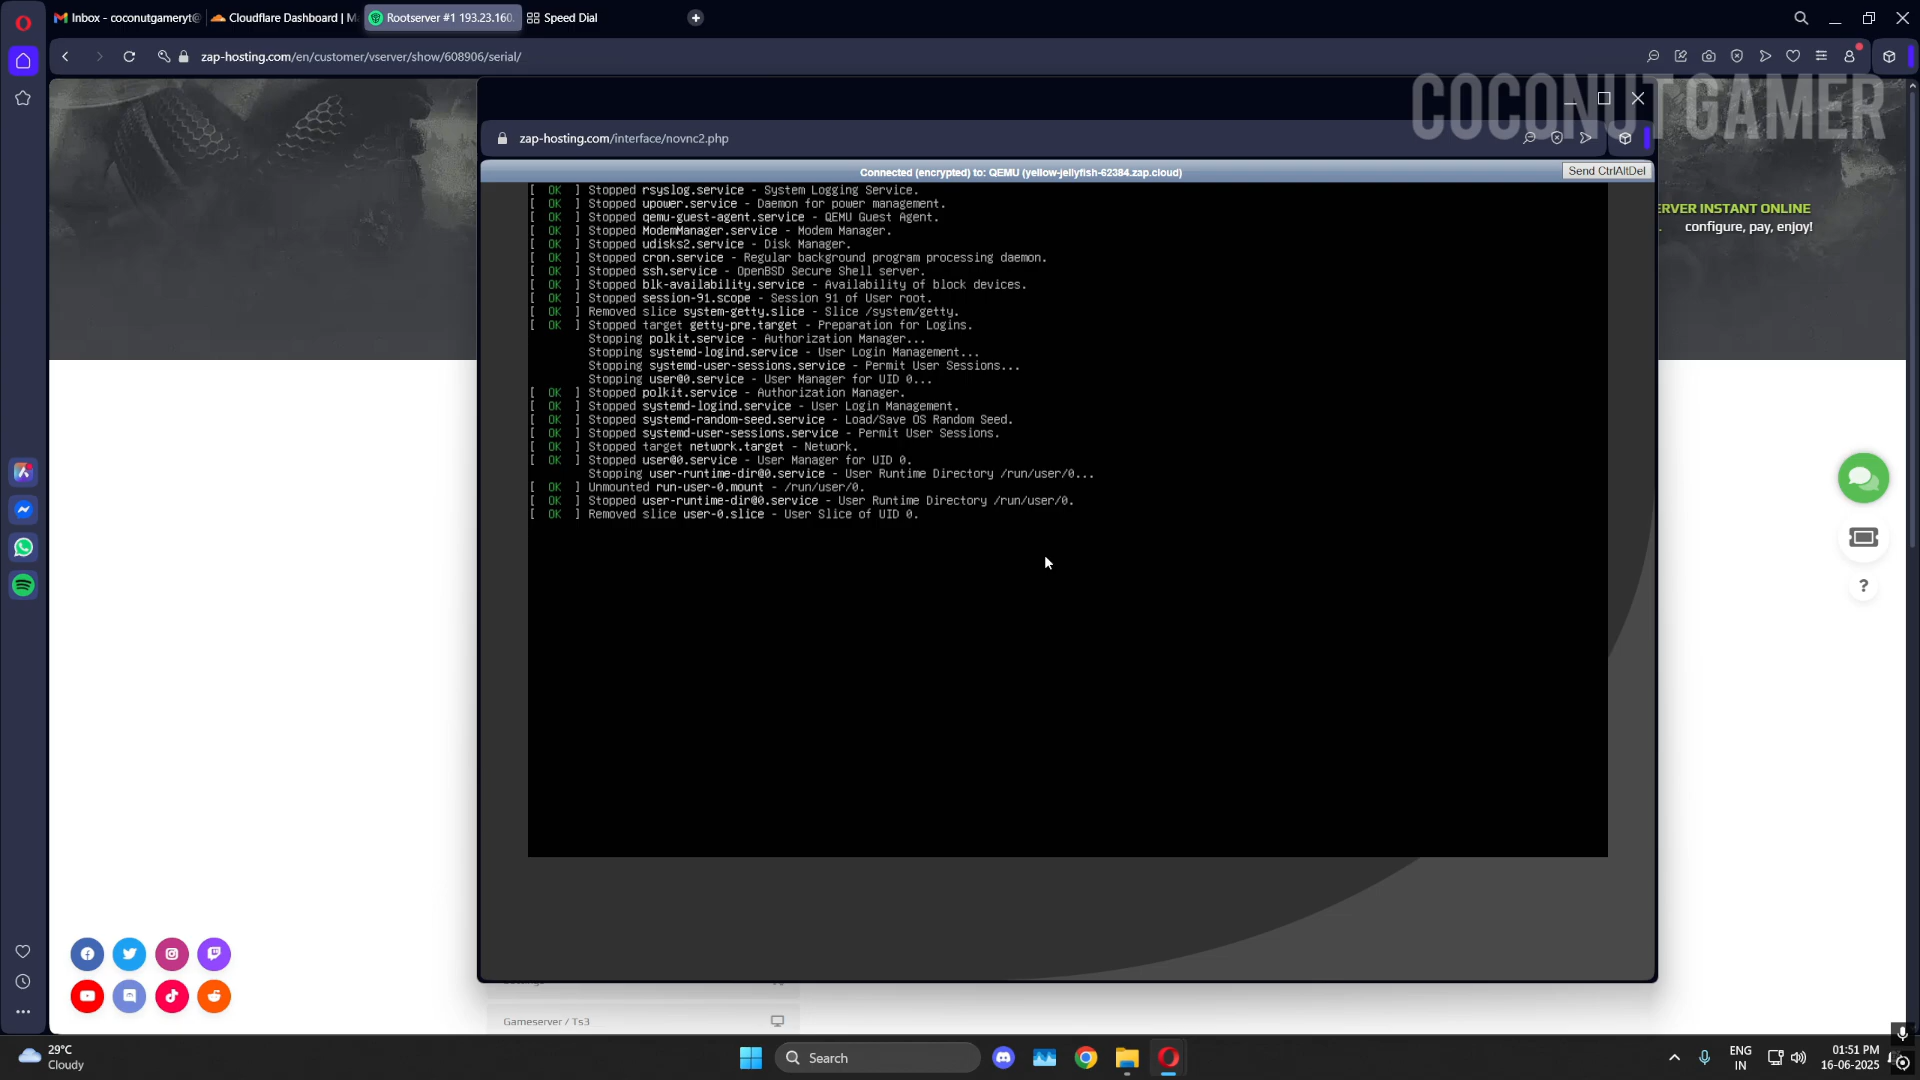 Inbox - coconutgameryt@
Cloudflare Dashboard | Ma
Rootserver #1 193.23.160.
Speed Dial
zap-hosting.com/en/customer/vserver/show/608906/serial/
COCONUTGAMER
zap-hosting.com/interface/novnc2.php
Connected (encrypted) to: QEMU (yellow-jellyfish-62384.zap.cloud)
Send CtrlAltDel
[  OK  ] Stopped rsyslog.service - System Logging Service.
[  OK  ] Stopped upower.service - Daemon for power management.
[  OK  ] Stopped qemu-guest-agent.service - QEMU Guest Agent.
[  OK  ] Stopped ModemManager.service - Modem Manager.
[  OK  ] Stopped udisks2.service - Disk Manager.
[  OK  ] Stopped cron.service - Regular background program processing daemon.
[  OK  ] Stopped ssh.service - OpenBSD Secure Shell server.
[  OK  ] Stopped blk-availability.service - Availability of block devices.
[  OK  ] Stopped session-91.scope - Session 91 of User root.
[  OK  ] Removed slice system-getty.slice - Slice /system/getty.
[  OK  ] Stopped target getty-pre.target - Preparation for Logins.
Stopping polkit.service - Authorization Manager...
Stopping systemd-logind.service - User Login Management...
Stopping systemd-user-sessions.service - Permit User Sessions...
Stopping user@0.service - User Manager for UID 0...
[  OK  ] Stopped polkit.service - Authorization Manager.
[  OK  ] Stopped systemd-logind.service - User Login Management.
[  OK  ] Stopped systemd-random-seed.service - Load/Save OS Random Seed.
[  OK  ] Stopped systemd-user-sessions.service - Permit User Sessions.
[  OK  ] Stopped target network.target - Network.
[  OK  ] Stopped user@0.service - User Manager for UID 0.
Stopping user-runtime-dir@0.service - User Runtime Directory /run/user/0...
[  OK  ] Unmounted run-user-0.mount - /run/user/0.
[  OK  ] Stopped user-runtime-dir@0.service - User Runtime Directory /run/user/0.
[  OK  ] Removed slice user-0.slice - User Slice of UID 0.
ERVER INSTANT ONLINE
. configure, pay, enjoy!
?
Gameserver / Ts3
29°C
Cloudy
Search
ENG
IN
01:51 PM
16-06-2025